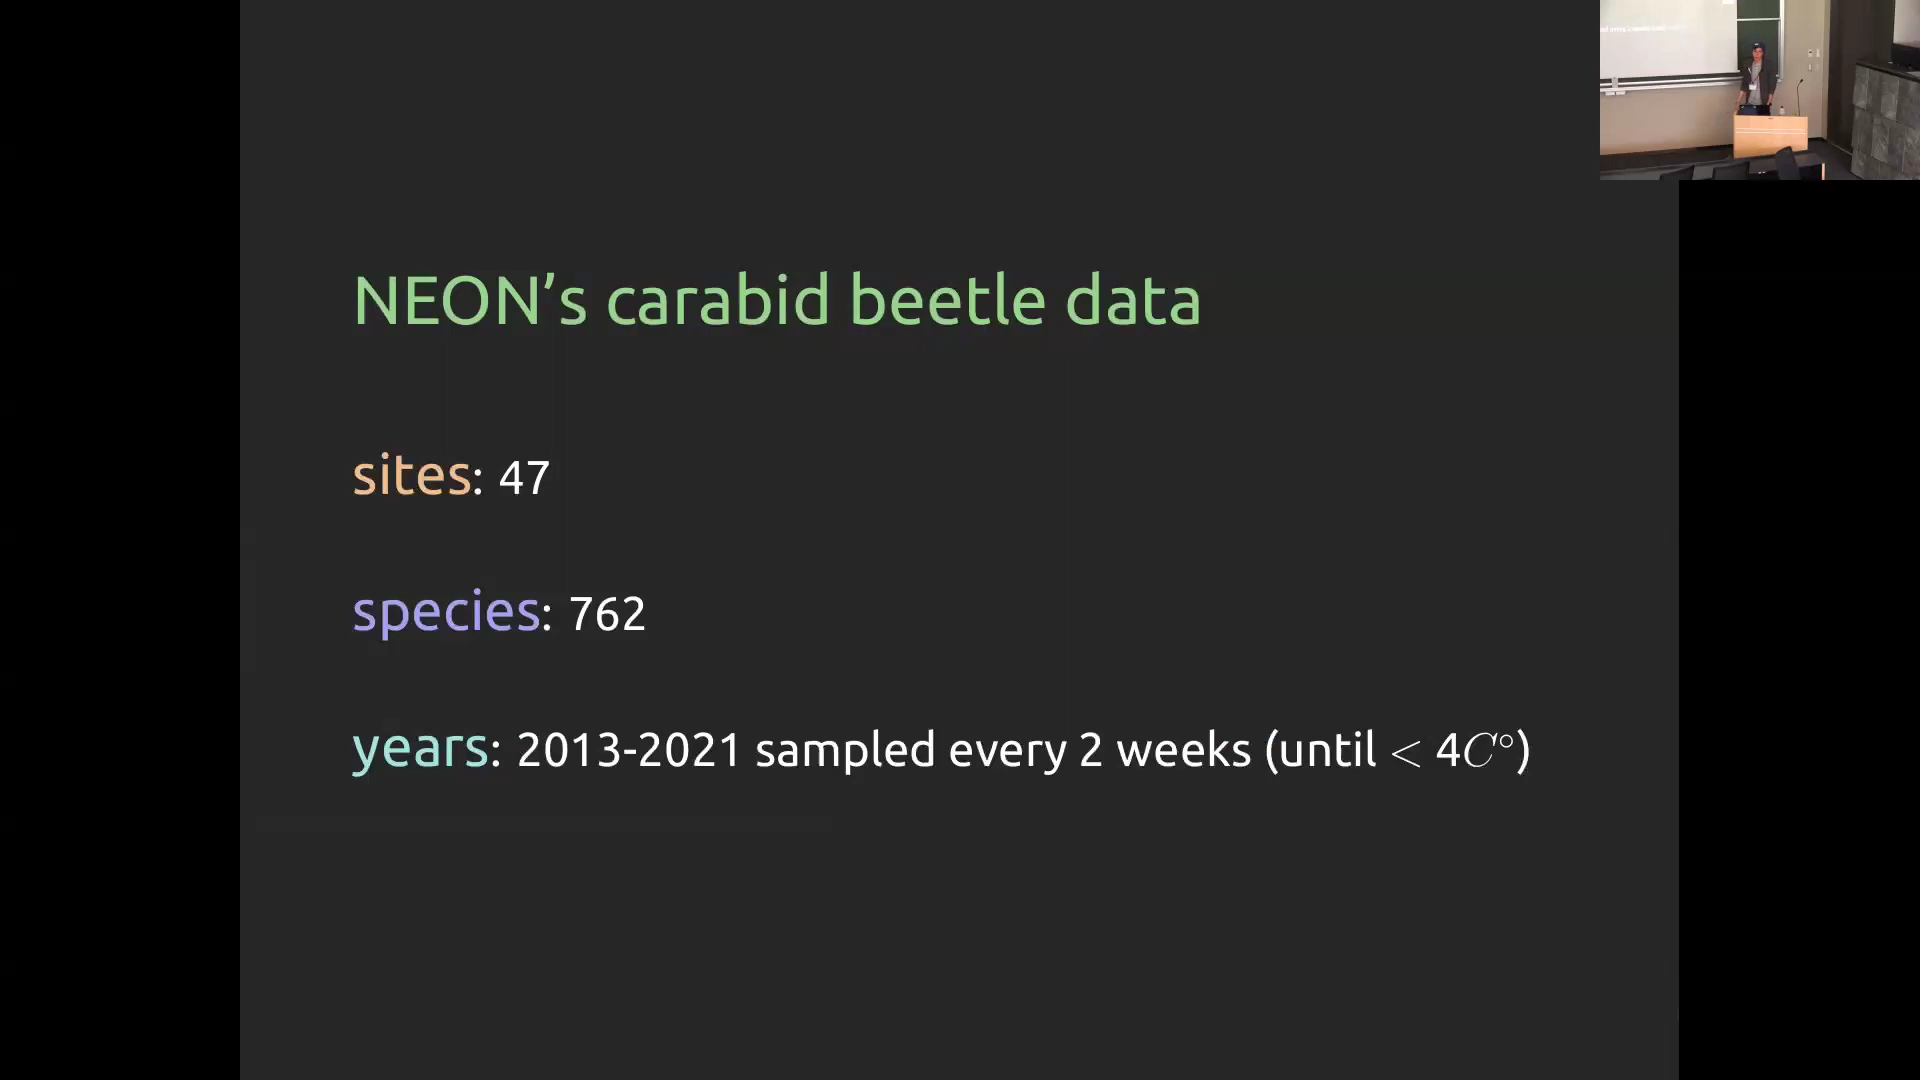 NEON’s carabid beetle data
sites: 47
species: 762
years: 2013-2021 sampled every 2 weeks (until < 4C°)